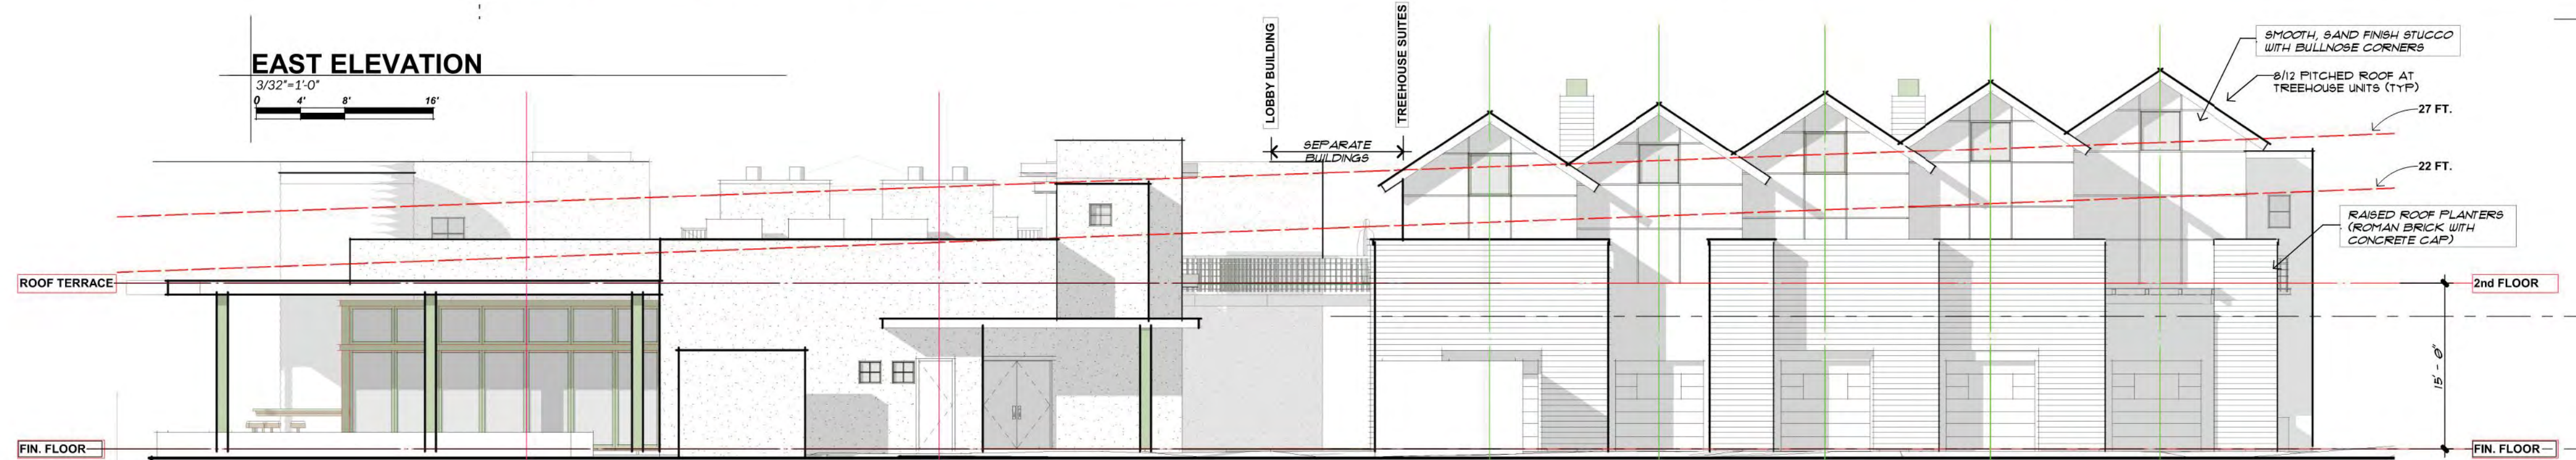 EAST ELEVATION
3/32"=1'-0"
0 4' 8' 16'
LOBBY BUILDING
TREEHOUSE SUITES
SEPARATE
BUILDINGS
SMOOTH, SAND FINISH STUCCO
WITH BULLNOSE CORNERS
8/12 PITCHED ROOF AT
TREEHOUSE UNITS (TYP)
27 FT.
22 FT.
RAISED ROOF PLANTERS
(ROMAN BRICK WITH
CONCRETE CAP)
ROOF TERRACE
2nd FLOOR
15' - 0"
FIN. FLOOR
FIN. FLOOR